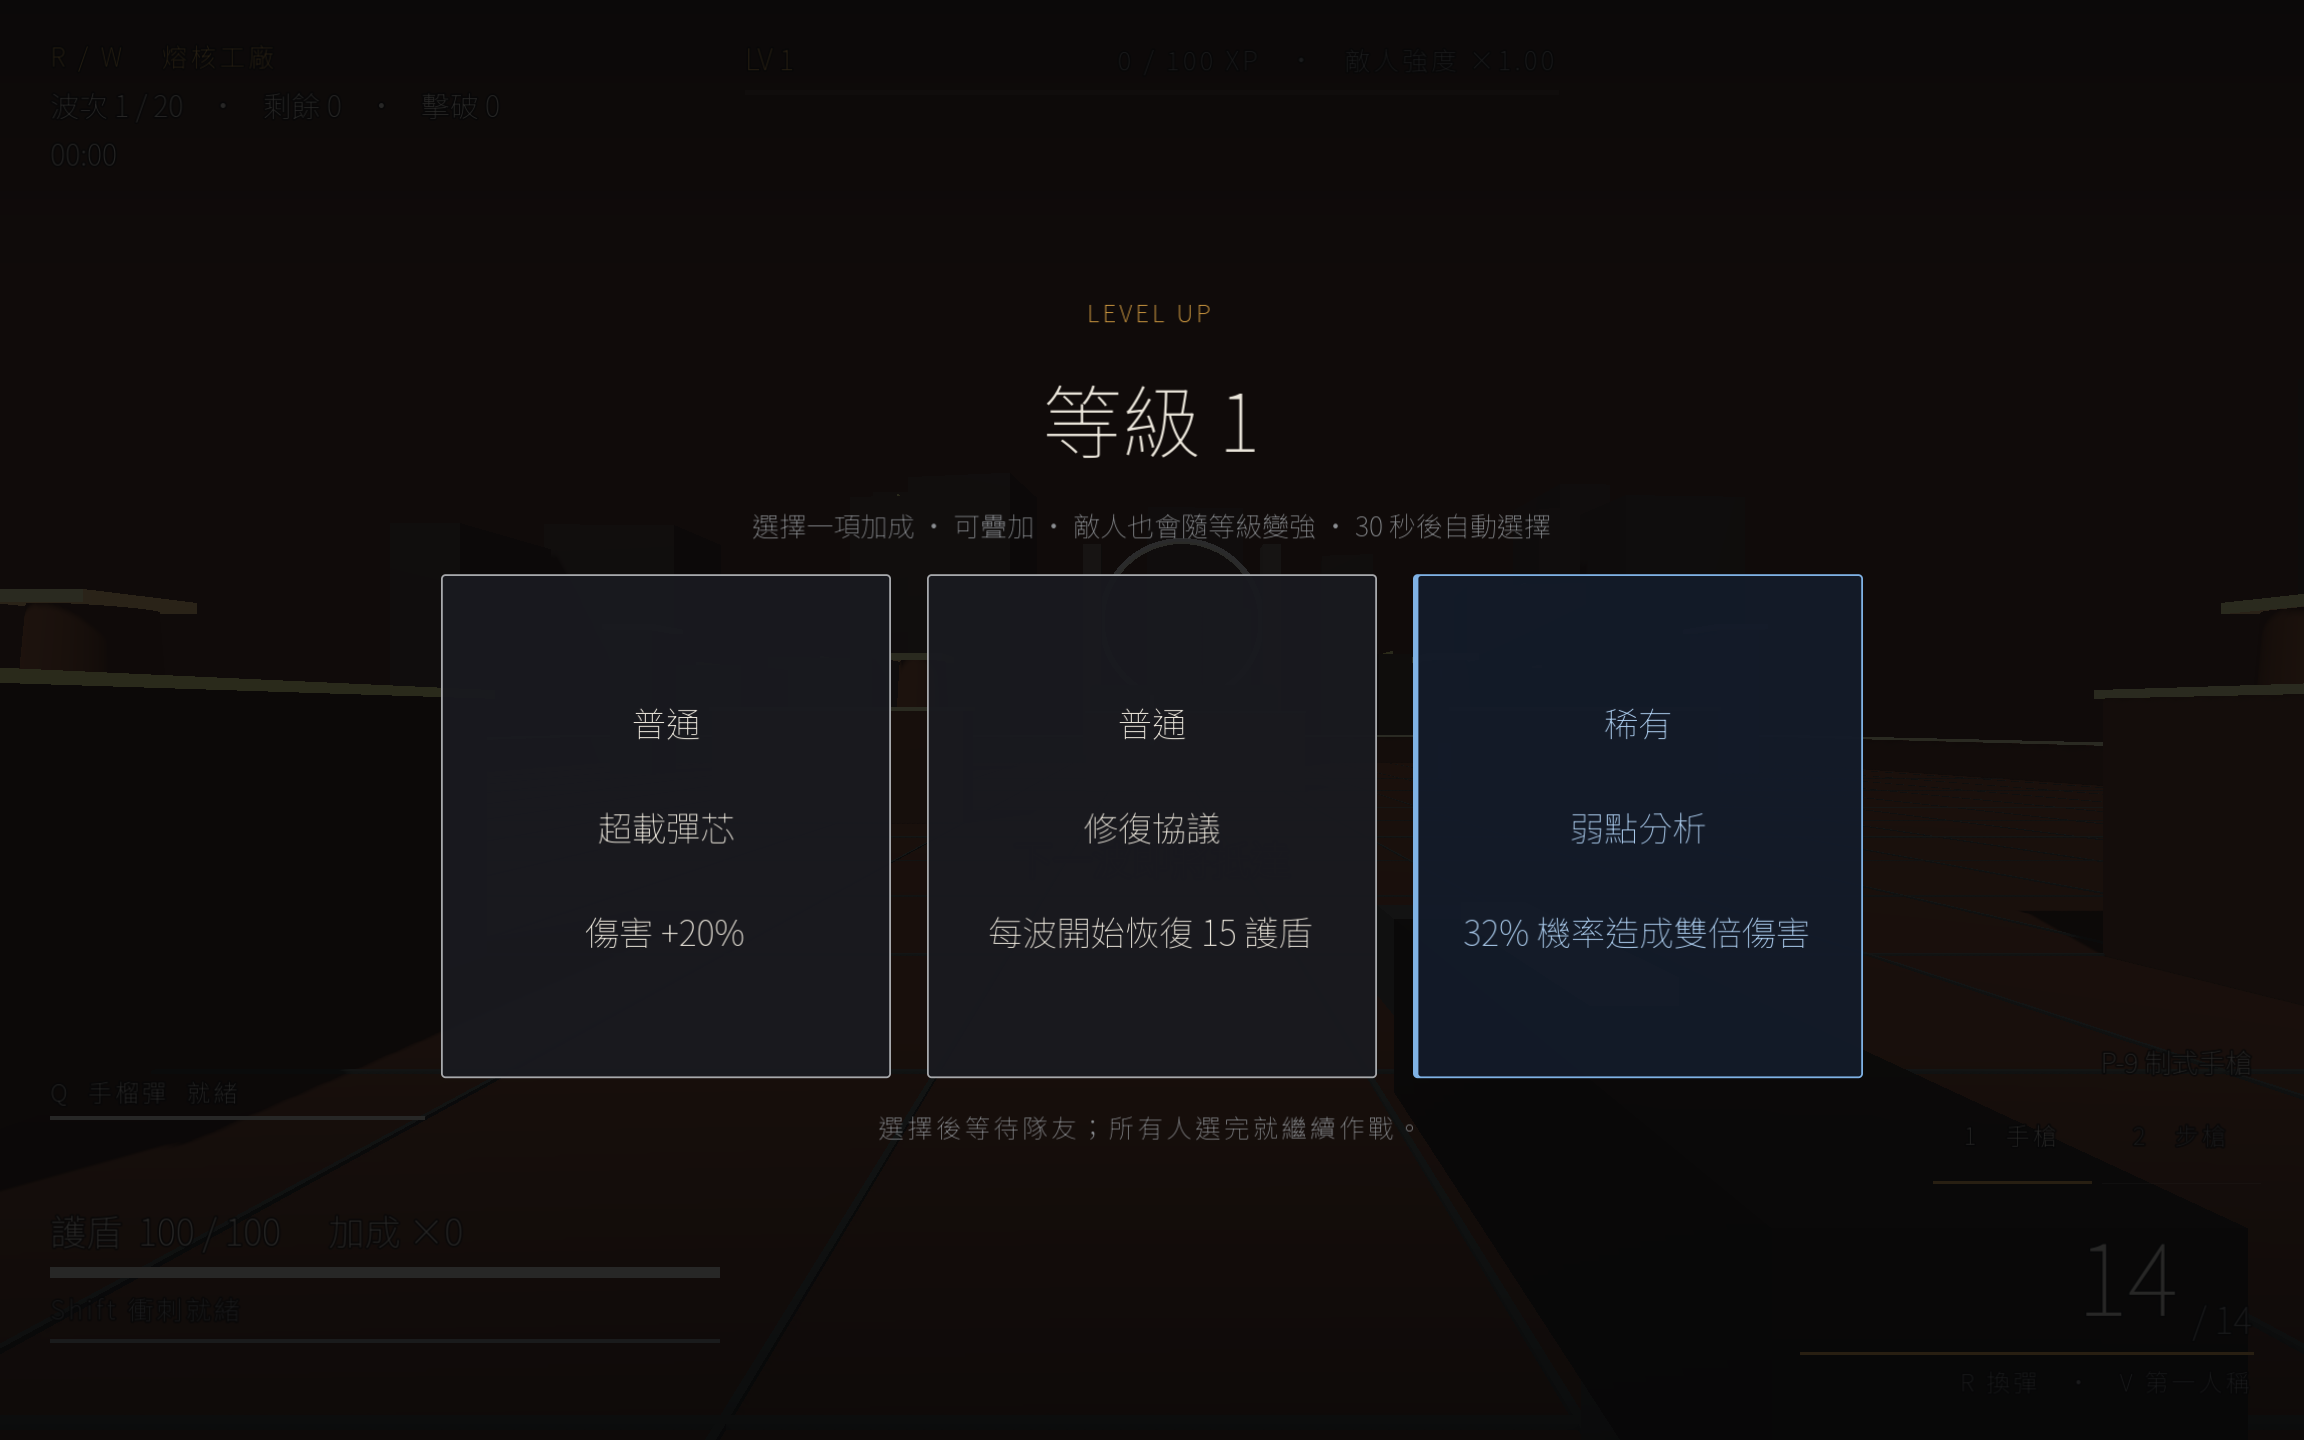 R / W 熔核工廠
LV 1
0 / 100 XP ・ 敵人強度 ×1.00
波次 1 / 20 ・ 剩餘 0 ・ 擊破 0
00:00
LEVEL UP
等級 1
選擇一項加成・可疊加・敵人也會隨等級變強・30 秒後自動選擇
普通
超載彈芯
傷害 +20%
普通
修復協議
每波開始恢復 15 護盾
稀有
弱點分析
32% 機率造成雙倍傷害
選擇後等待隊友；所有人選完就繼續作戰。
Q 手榴彈 就緒
護盾 100 / 100 加成 ×0
Shift 衝刺就緒
P-9 制式手槍
1 手槍 2 步槍
14 / 14
R 換彈 ・ V 第一人稱